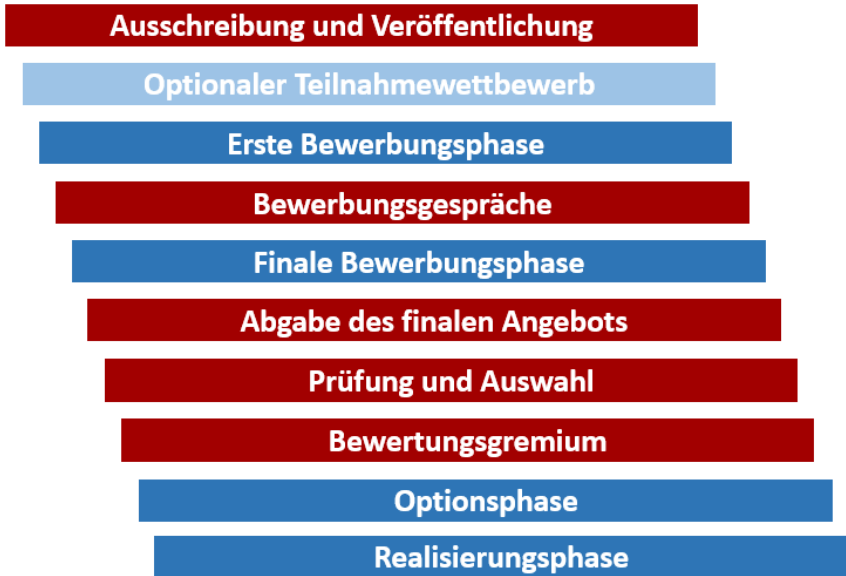 Ausschreibung und Veröffentlichung
Optionaler Teilnahmewettbewerb
Erste Bewerbungsphase
Bewerbungsgespräche
Finale Bewerbungsphase
Abgabe des finalen Angebots
Prüfung und Auswahl
Bewertungsgremium
Optionsphase
Realisierungsphase